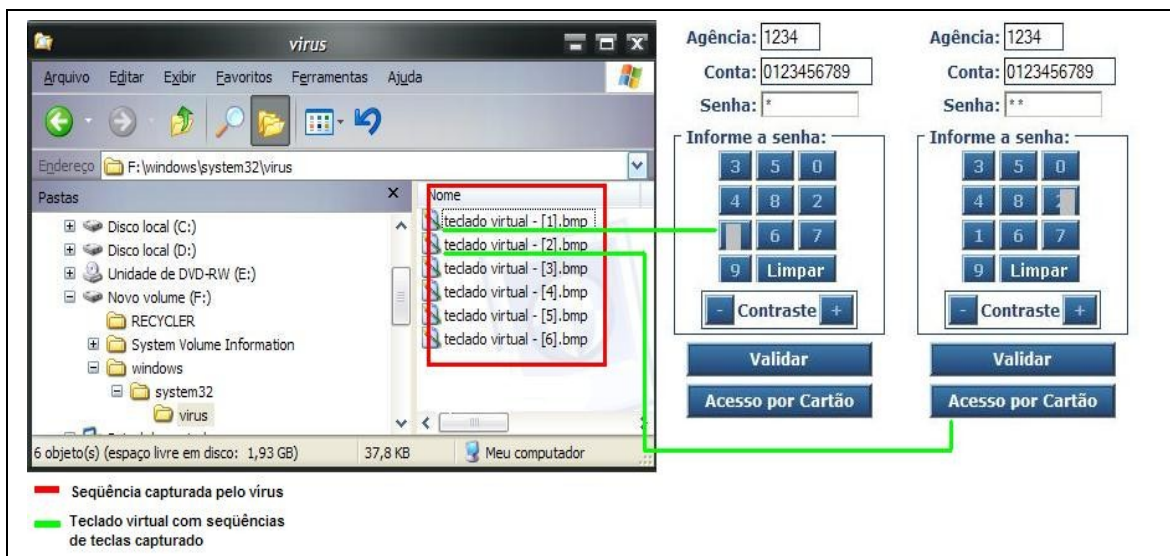 virus
Arquivo Editar Exibir Favoritos Ferramentas Ajuda
Endereço F:\windows\system32\virus
Pastas X
Disco local (C:)
Disco local (D:)
Unidade de DVD-RW (E:)
Novo volume (F:)
RECYCLER
System Volume Information
windows
system32
virus
Nome
teclado virtual - [1].bmp
teclado virtual - [2].bmp
teclado virtual - [3].bmp
teclado virtual - [4].bmp
teclado virtual - [5].bmp
teclado virtual - [6].bmp
6 objeto(s) (espaço livre em disco: 1,93 GB) 37,8 KB Meu computador
Agência: 1234
Conta: 0123456789
Senha: *
Informe a senha:
3 5 0
4 8 2
6 7
9 Limpar
- Contraste +
Validar
Acesso por Cartão
Agência: 1234
Conta: 0123456789
Senha: **
Informe a senha:
3 5 0
4 8
1 6 7
9 Limpar
- Contraste +
Validar
Acesso por Cartão
Seqüência capturada pelo vírus
Teclado virtual com seqüências
de teclas capturado